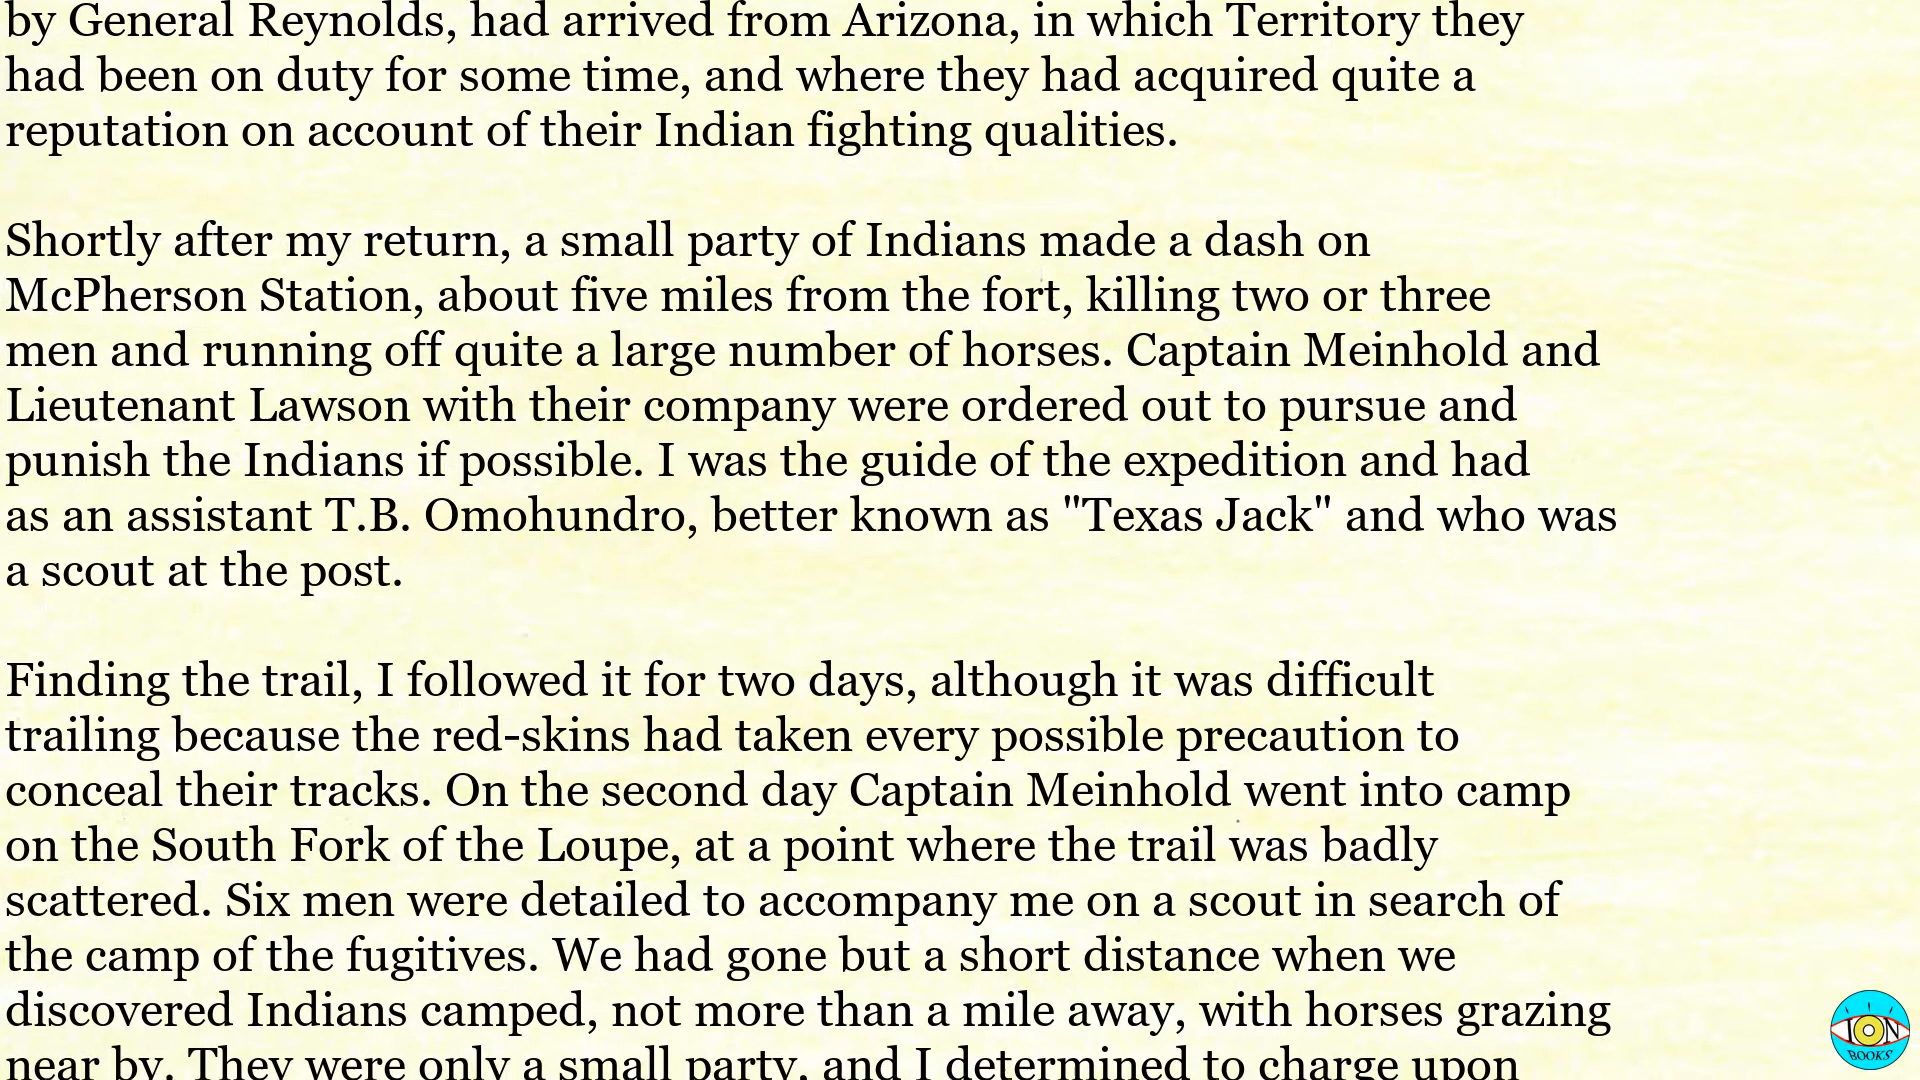 by General Reynolds, had arrived from Arizona, in which Territory they
had been on duty for some time, and where they had acquired quite a
reputation on account of their Indian fighting qualities.
Shortly after my return, a small party of Indians made a dash on
McPherson Station, about five miles from the fort, killing two or three
men and running off quite a large number of horses. Captain Meinhold and
Lieutenant Lawson with their company were ordered out to pursue and
punish the Indians if possible. I was the guide of the expedition and had
as an assistant T.B. Omohundro, better known as "Texas Jack" and who was
a scout at the post.
Finding the trail, I followed it for two days, although it was difficult
trailing because the red-skins had taken every possible precaution to
conceal their tracks. On the second day Captain Meinhold went into camp
on the South Fork of the Loupe, at a point where the trail was badly
scattered. Six men were detailed to accompany me on a scout in search of
the camp of the fugitives. We had gone but a short distance when we
discovered Indians camped, not more than a mile away, with horses grazing
near by. They were only a small party, and I determined to charge upon
ION
BOOKS